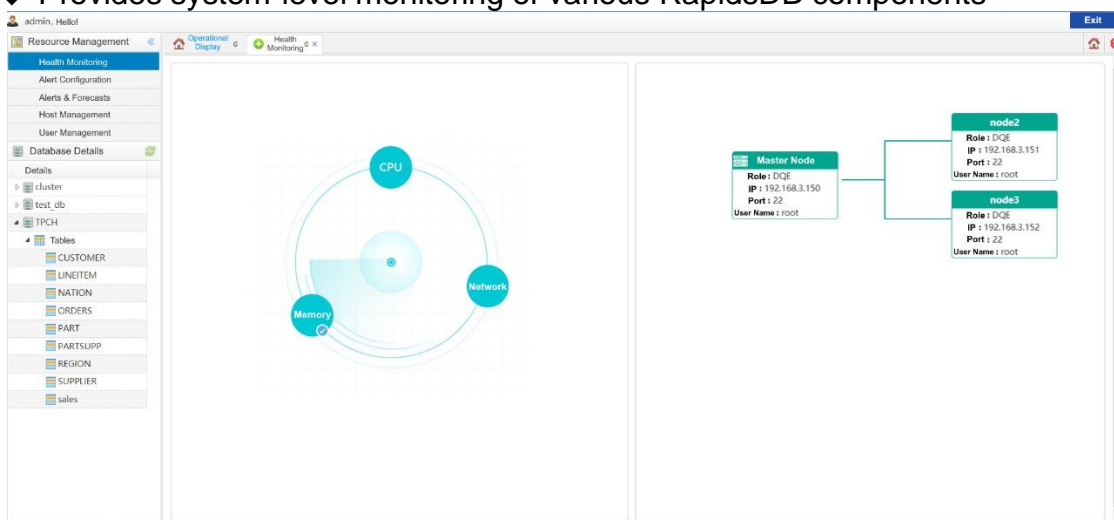 Provides system-level monitoring of various RapidsDB components
admin, Hello!
Exit
Resource Management
Health Monitoring
Alert Configuration
Alerts & Forecasts
Host Management
User Management
Database Details
Details
cluster
test_db
TPCH
Tables
CUSTOMER
LINEITEM
NATION
ORDERS
PART
PARTSUPP
REGION
SUPPLIER
sales
Operational
Display
Health
Monitoring
CPU
Network
Memory
Master Node
Role : DQE
IP : 192.168.3.150
Port : 22
User Name : root
node2
Role : DQE
IP : 192.168.3.151
Port : 22
User Name : root
node3
Role : DQE
IP : 192.168.3.152
Port : 22
User Name : root